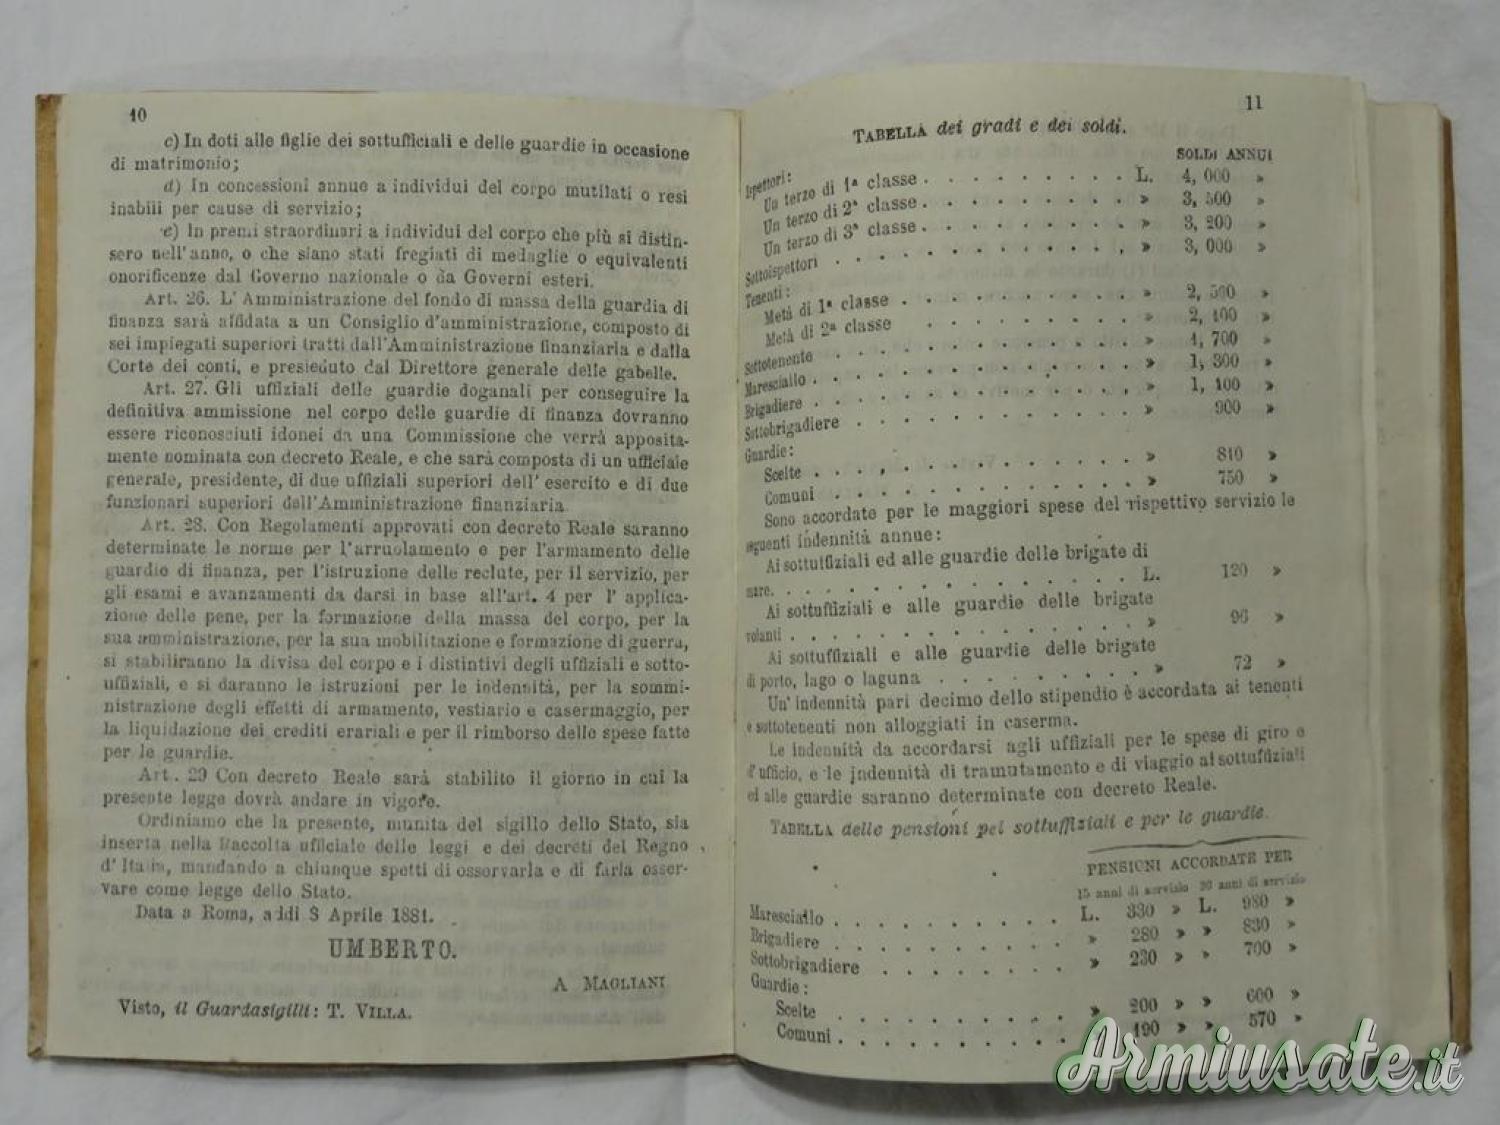 10
c) In doti alle figlie dei sottufficiali e delle guardie in occasione
di matrimonio;
d) In concessioni annue a individui del corpo mutilati o resi
inabili per cause di servizio;
e) In premi straordinari a individui del corpo che più si distin-
sero nell'anno, o che siano stati fregiati di medaglie o equivalenti
onorificenze dal Governo nazionale o da Governi esteri.
Art. 26. L'Amministrazione del fondo di massa della guardia di
finanza sarà affidata a un Consiglio d'amministrazione, composto di
sei impiegati superiori tratti dall'Amministrazione finanziaria e dalla
Corte dei conti, e presieduto dal Direttore generale delle gabelle.
Art. 27. Gli uffiziali delle guardie doganali per conseguire la
definitiva ammissione nel corpo delle guardie di finanza dovranno
essere riconosciuti idonei da una Commissione che verrà apposita-
mente nominata con decreto Reale, e che sarà composta di un ufficiale
generale, presidente, di due uffiziali superiori dell'esercito e di due
funzionari superiori dell'Amministrazione finanziaria.
Art. 28. Con Regolamenti approvati con decreto Reale saranno
determinate le norme per l'arruolamento e per l'armamento delle
guardie di finanza, per l'istruzione delle reclute, per il servizio, per
gli esami e avanzamenti da darsi in base all'art. 4 per l'applica-
zione delle pene, per la formazione della massa del corpo, per la
sua amministrazione, per la sua mobilitazione e formazione di guerra,
si stabiliranno la divisa del corpo e i distintivi degli uffiziali e sotto-
uffiziali, e si daranno le istruzioni per le indennità, per la sommi-
nistrazione degli effetti di armamento, vestiario e casermaggio, per
la liquidazione dei crediti erariali e per il rimborso delle spese fatte
per le guardie.
Art. 29 Con decreto Reale sarà stabilito il giorno in cui la
presente legge dovrà andare in vigore.
Ordiniamo che la presente, munita del sigillo dello Stato, sia
inserta nella Raccolta ufficiale delle leggi e dei decreti del Regno
d'Italia, mandando a chiunque spetti di osservarla e di farla osser-
vare come legge dello Stato.
Data a Roma, addì 8 Aprile 1881.
UMBERTO.
A MAGLIANI
Visto, il Guardasigilli: T. VILLA.
11
TABELLA dei gradi e dei soldi.
SOLDI ANNUI
Ispettori:
Un terzo di 1ª classe . . . . . . . . . L. 4,000 »
Un terzo di 2ª classe . . . . . . . . . » 3,500 »
Un terzo di 3ª classe . . . . . . . . . » 3,200 »
Sottoispettori . . . . . . . . . . . . » 3,000 »
Tenenti:
Metà di 1ª classe . . . . . . . . . . » 2,500 »
Metà di 2ª classe . . . . . . . . . » 2,100 »
Sottotenente . . . . . . . . . . . . » 1,700 »
Maresciallo . . . . . . . . . . . . » 1,300 »
Brigadiere . . . . . . . . . . . . » 1,100 »
Sottobrigadiere . . . . . . . . . . . » 900 »
Guardie:
Scelte . . . . . . . . . . . . . » 810 »
Comuni . . . . . . . . . . . . . » 750 »
Sono accordate per le maggiori spese del rispettivo servizio le
seguenti indennità annue:
Ai sottuffiziali ed alle guardie delle brigate di
mare. . . . . . . . . . . . . . . . L. 120 »
Ai sottuffiziali e alle guardie delle brigate
volanti . . . . . . . . . . . . . . . » 96 »
Ai sottuffiziali e alle guardie delle brigate
di porto, lago o laguna . . . . . . . . » 72 »
Un'indennità pari decimo dello stipendio è accordata ai tenenti
e sottotenenti non alloggiati in caserma.
Le indennità da accordarsi agli uffiziali per le spese di giro e
d'ufficio, e le indennità di tramutamento e di viaggio ai sottuffiziali
ed alle guardie saranno determinate con decreto Reale.
TABELLA delle pensioni pei sottuffiziali e per le guardie.
PENSIONI ACCORDATE PER
15 anni di servizio 20 anni di servizio
Maresciallo . . . . . . . . . L. 330 » L. 980 »
Brigadiere . . . . . . . . . » 280 » » 830 »
Sottobrigadiere . . . . . . . . » 230 » » 700 »
Guardie:
Scelte . . . . . . . . . . » 200 » » 600 »
Comuni . . . . . . . . . . » 190 » » 570 »
Armiusate.it